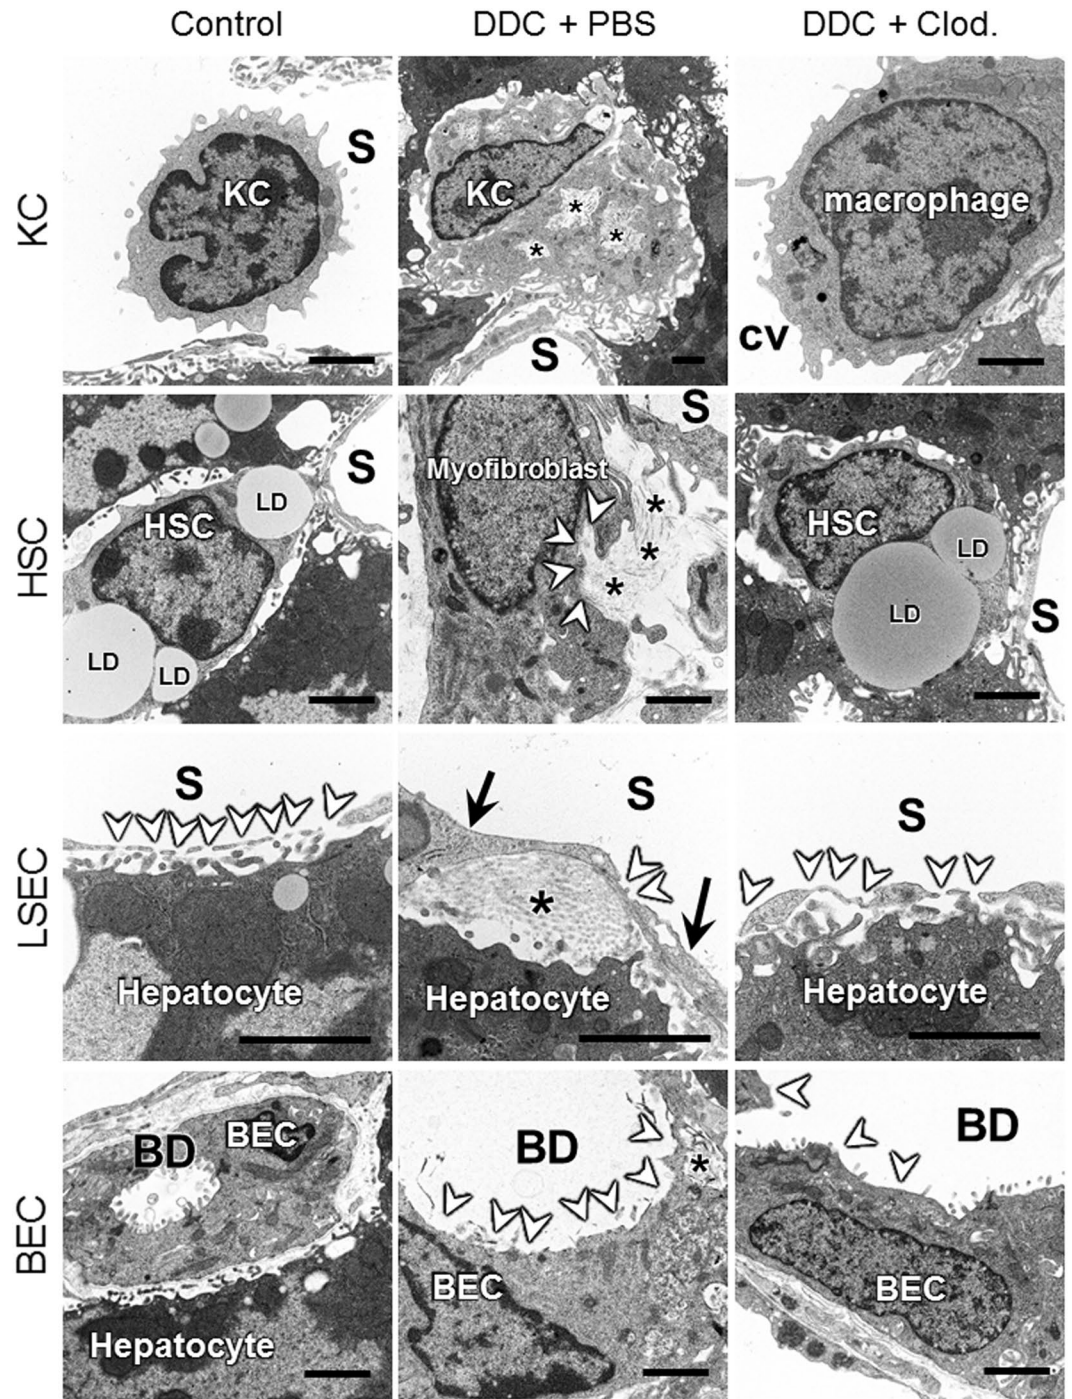 Control
DDC + PBS
DDC + Clod.
KC
KC
S
KC
*
*
*
S
macrophage
cv
HSC
HSC
S
LD
LD
LD
S
Myofibroblast
*
*
*
HSC
LD
LD
S
LSEC
S
Hepatocyte
S
*
Hepatocyte
S
Hepatocyte
BEC
BD
BEC
Hepatocyte
BD
*
BEC
BD
BEC